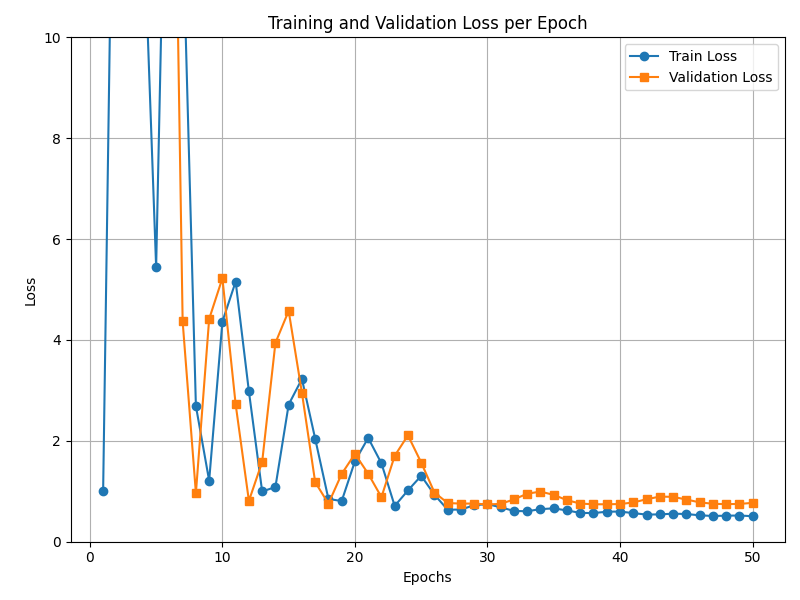 Training and Validation Loss per Epoch
10
8
6
4
2
0
Loss
Train Loss
Validation Loss
0 10 20 30 40 50
Epochs